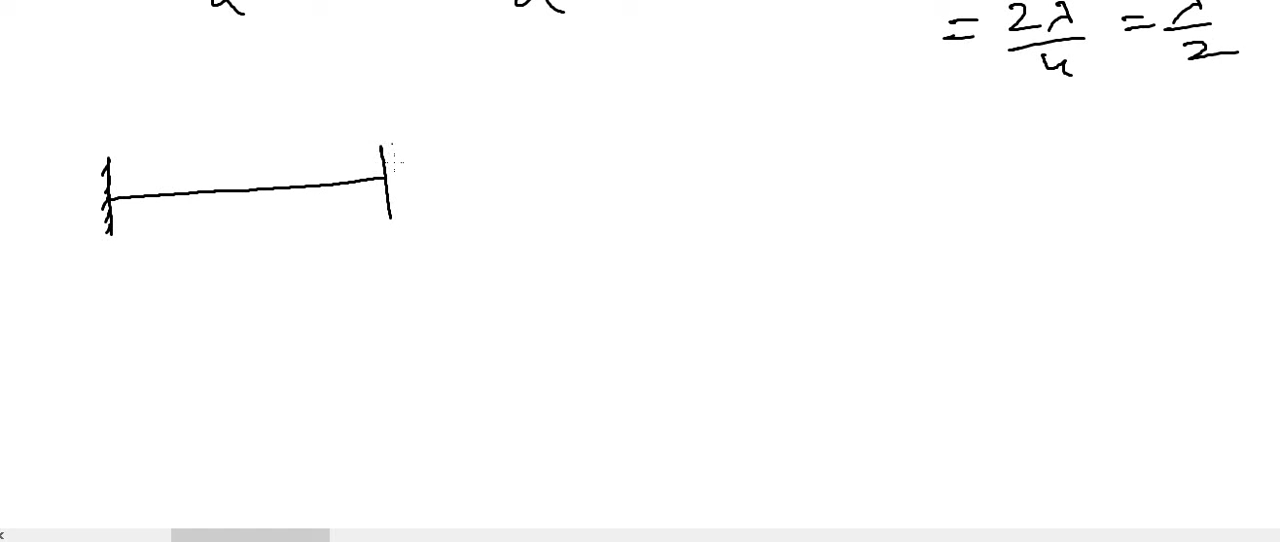 = 2λ/4 = λ/2